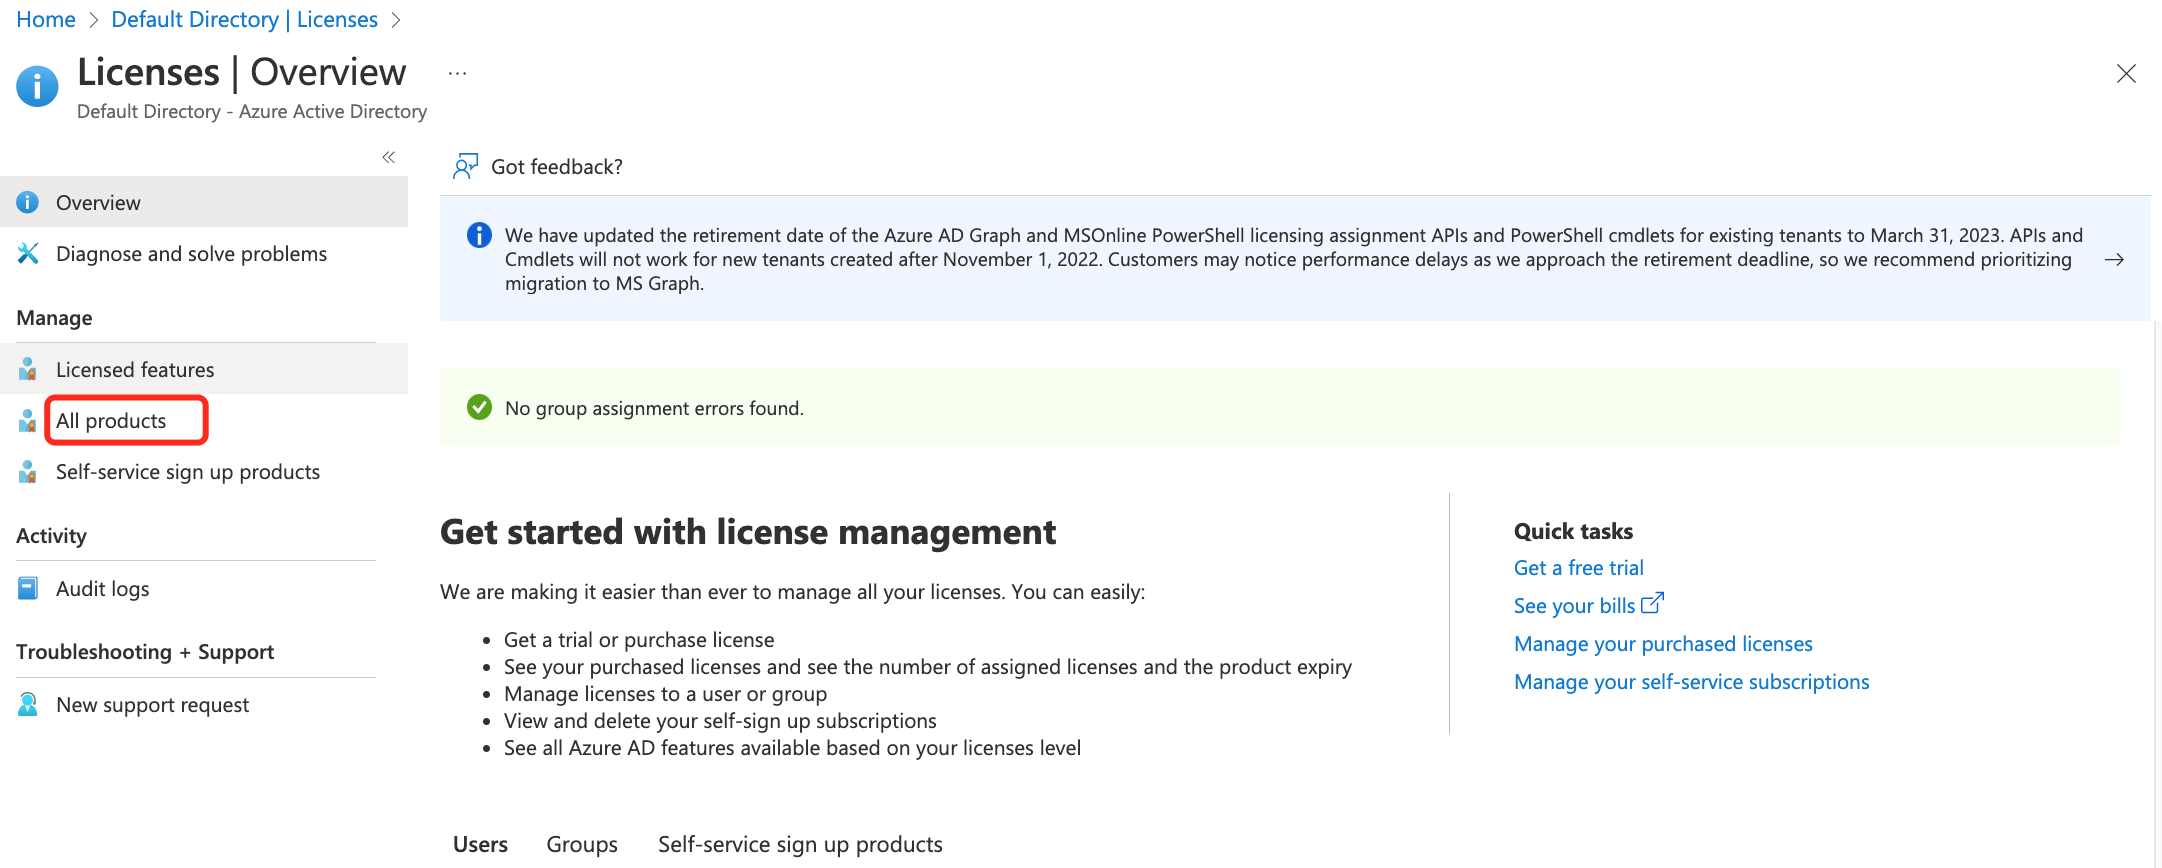 Home > Default Directory | Licenses >
Licenses | Overview ...
Default Directory - Azure Active Directory
«
Overview
Diagnose and solve problems
Manage
Licensed features
All products
Self-service sign up products
Activity
Audit logs
Troubleshooting + Support
New support request
Got feedback?
We have updated the retirement date of the Azure AD Graph and MSOnline PowerShell licensing assignment APIs and PowerShell cmdlets for existing tenants to March 31, 2023. APIs and
Cmdlets will not work for new tenants created after November 1, 2022. Customers may notice performance delays as we approach the retirement deadline, so we recommend prioritizing
migration to MS Graph.
No group assignment errors found.
Get started with license management
We are making it easier than ever to manage all your licenses. You can easily:
• Get a trial or purchase license
• See your purchased licenses and see the number of assigned licenses and the product expiry
• Manage licenses to a user or group
• View and delete your self-sign up subscriptions
• See all Azure AD features available based on your licenses level
Quick tasks
Get a free trial
See your bills
Manage your purchased licenses
Manage your self-service subscriptions
Users Groups Self-service sign up products